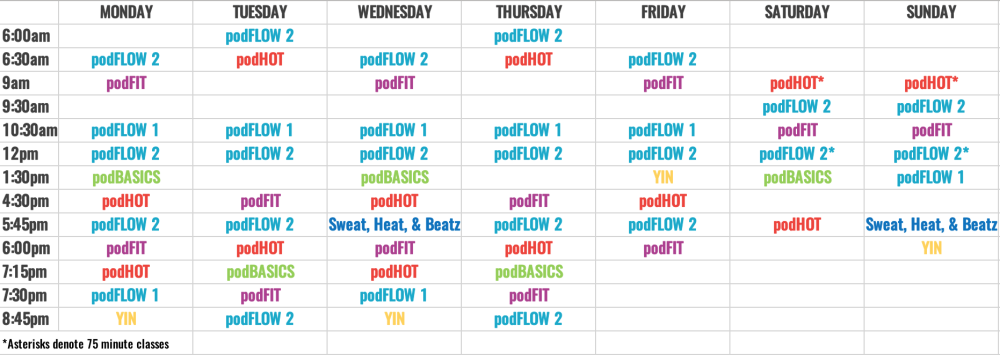 MONDAY TUESDAY WEDNESDAY THURSDAY FRIDAY SATURDAY SUNDAY
6:00am podFLOW 2 podFLOW 2
6:30am podFLOW 2 podHOT podFLOW 2 podHOT podFLOW 2
9am podFIT podFIT podFIT podHOT* podHOT*
9:30am podFLOW 2 podFLOW 2
10:30am podFLOW 1 podFLOW 1 podFLOW 1 podFLOW 1 podFLOW 1 podFIT podFIT
12pm podFLOW 2 podFLOW 2 podFLOW 2 podFLOW 2 podFLOW 2 podFLOW 2* podFLOW 2*
1:30pm podBASICS podBASICS YIN podBASICS podFLOW 1
4:30pm podHOT podFIT podHOT podFIT podHOT
5:45pm podFLOW 2 podFLOW 2 Sweat, Heat, & Beatz podFLOW 2 podFLOW 2 podHOT Sweat, Heat, & Beatz
6:00pm podFIT podHOT podFIT podHOT podFIT YIN
7:15pm podHOT podBASICS podHOT podBASICS
7:30pm podFLOW 1 podFIT podFLOW 1 podFIT
8:45pm YIN podFLOW 2 YIN podFLOW 2
*Asterisks denote 75 minute classes